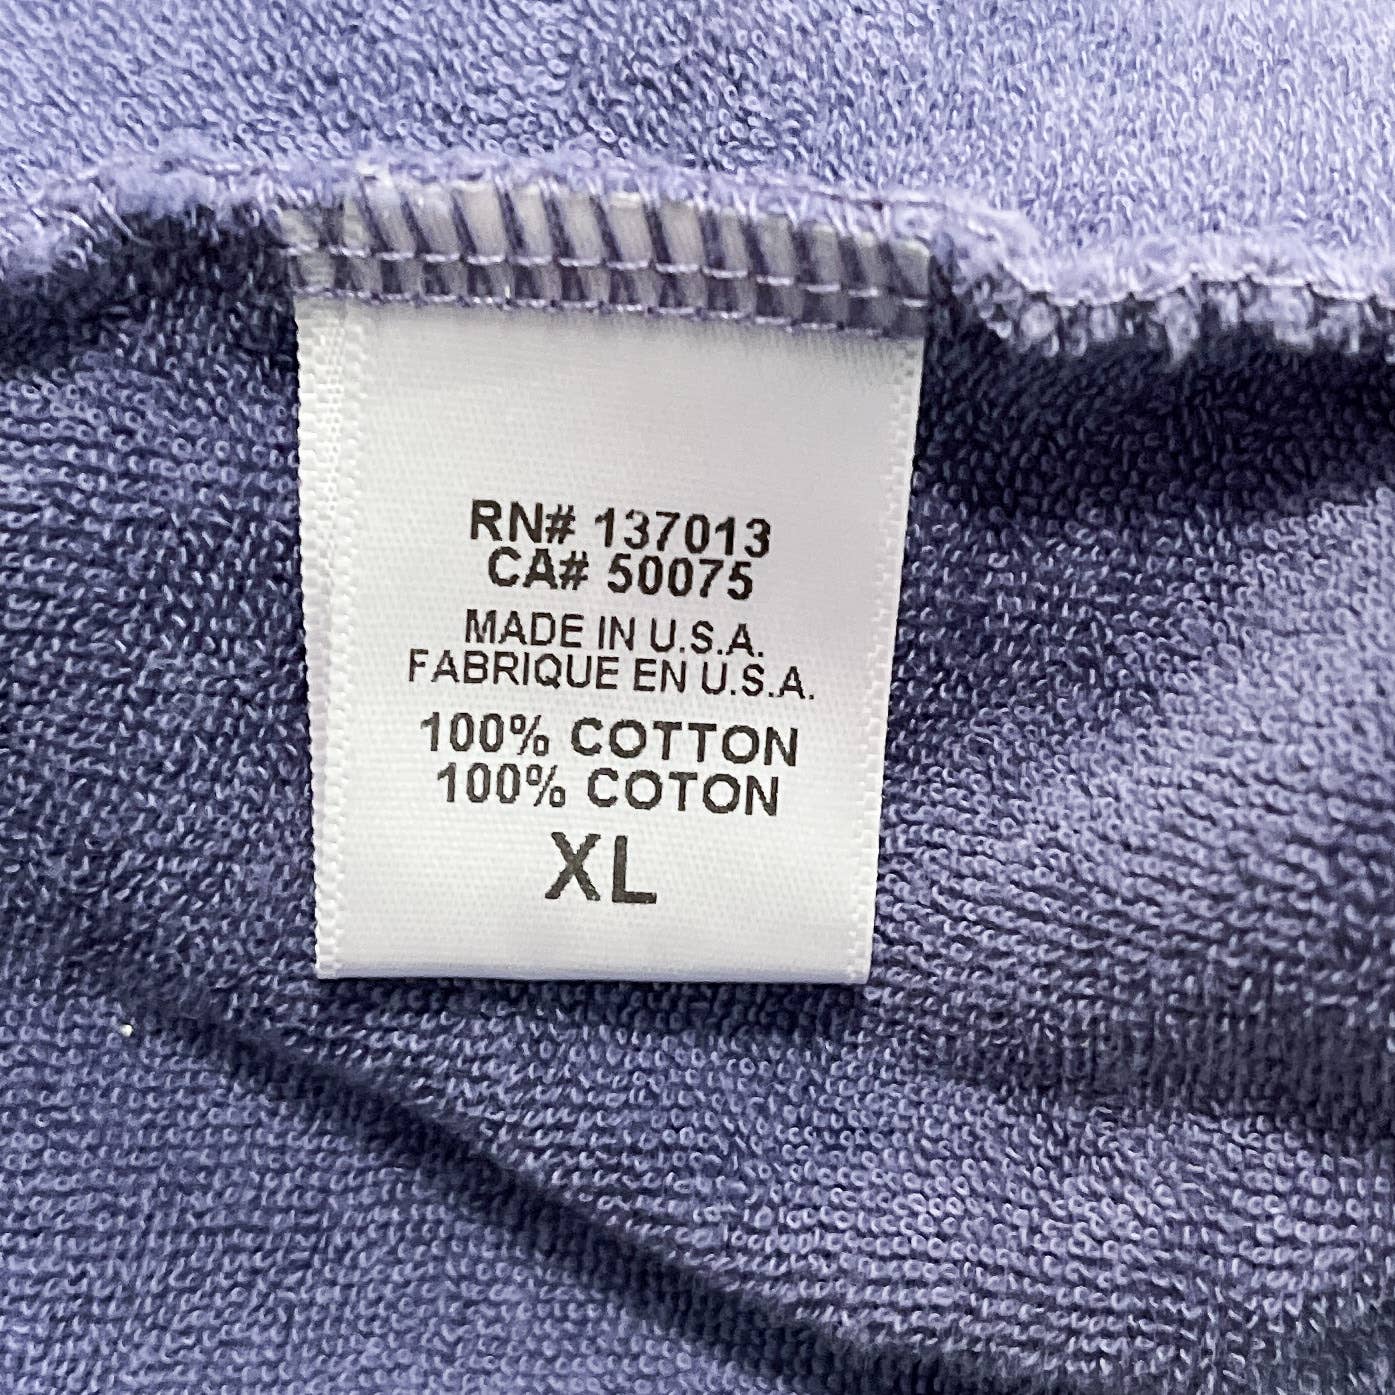 RN# 137013
CA# 50075
MADE IN U.S.A.
FABRIQUE EN U.S.A.
100% COTTON
100% COTON
XL